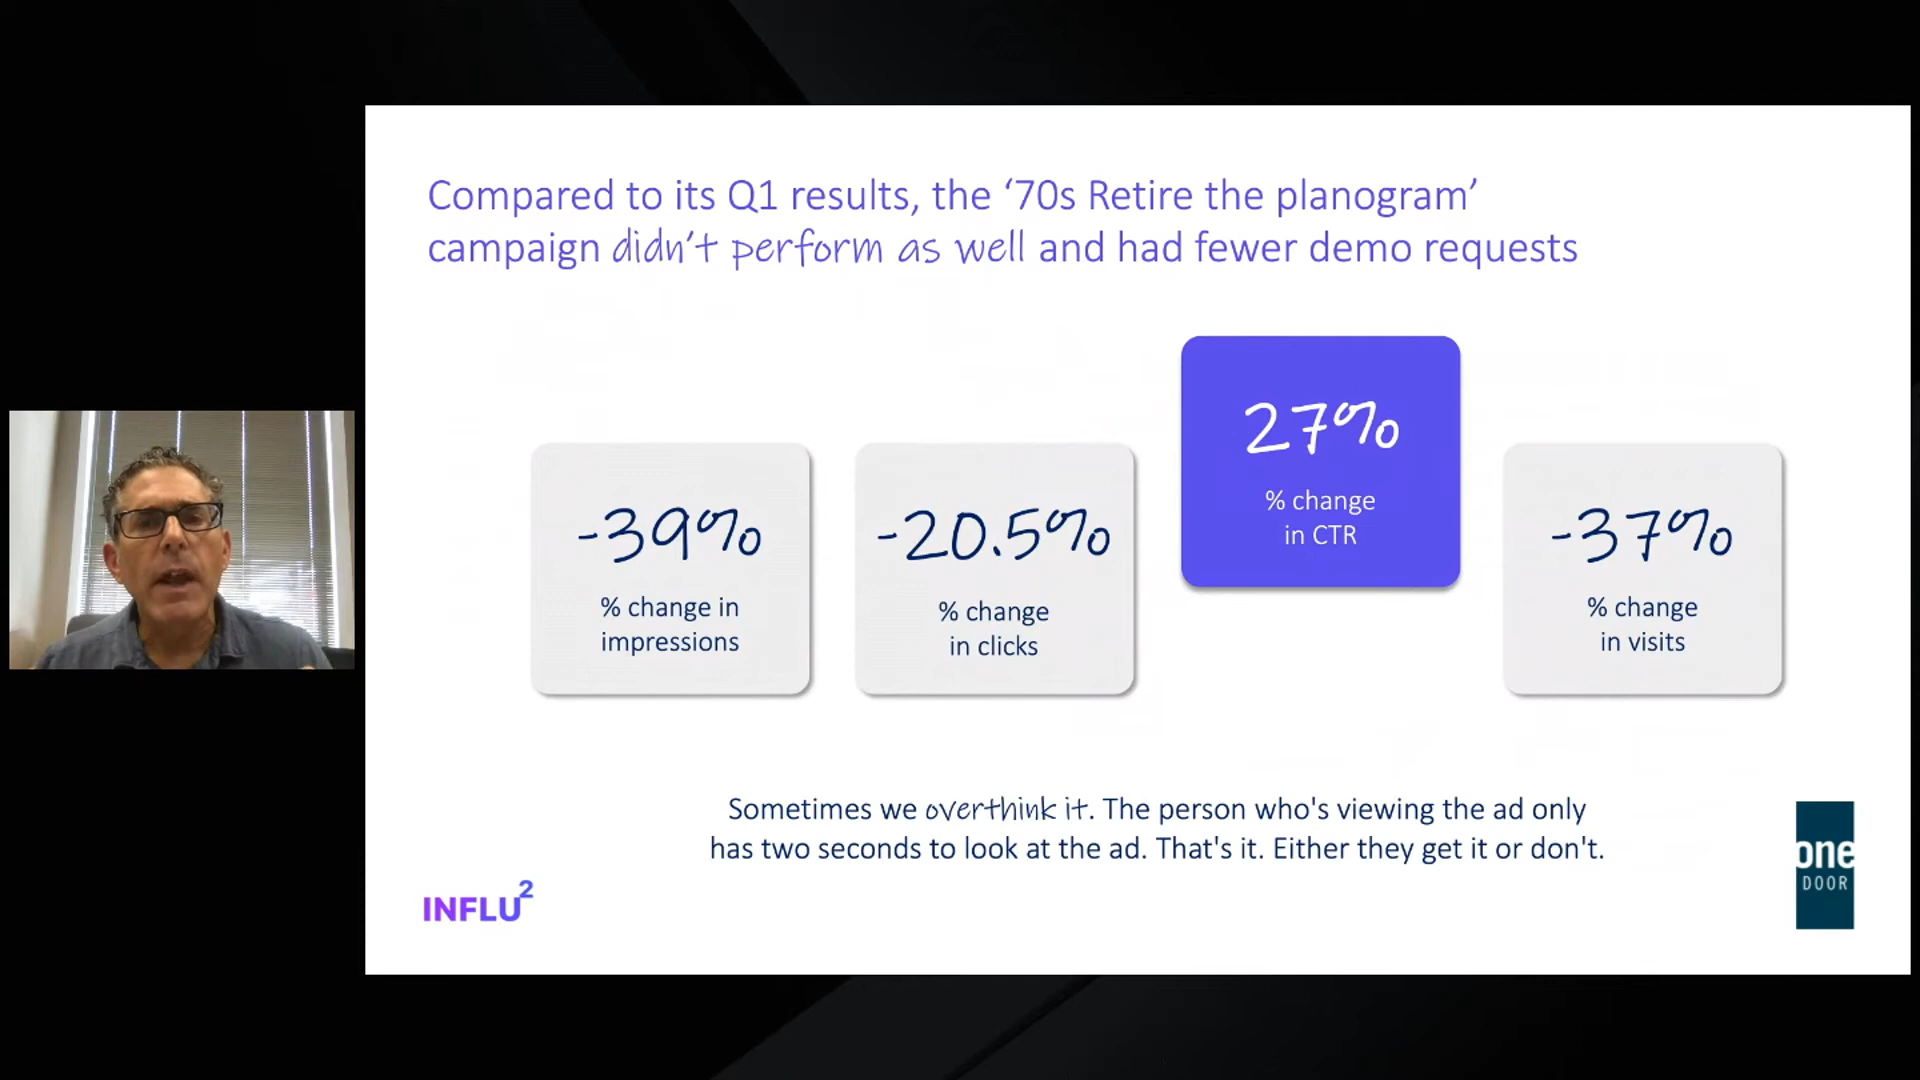 Compared to its Q1 results, the ‘70s Retire the planogram’
campaign didn’t perform as well and had fewer demo requests
-39%
% change in
impressions
-20.5%
% change
in clicks
27%
% change
in CTR
-37%
% change
in visits
Sometimes we overthink it. The person who's viewing the ad only
has two seconds to look at the ad. That's it. Either they get it or don't.
INFLU2
one
DOOR